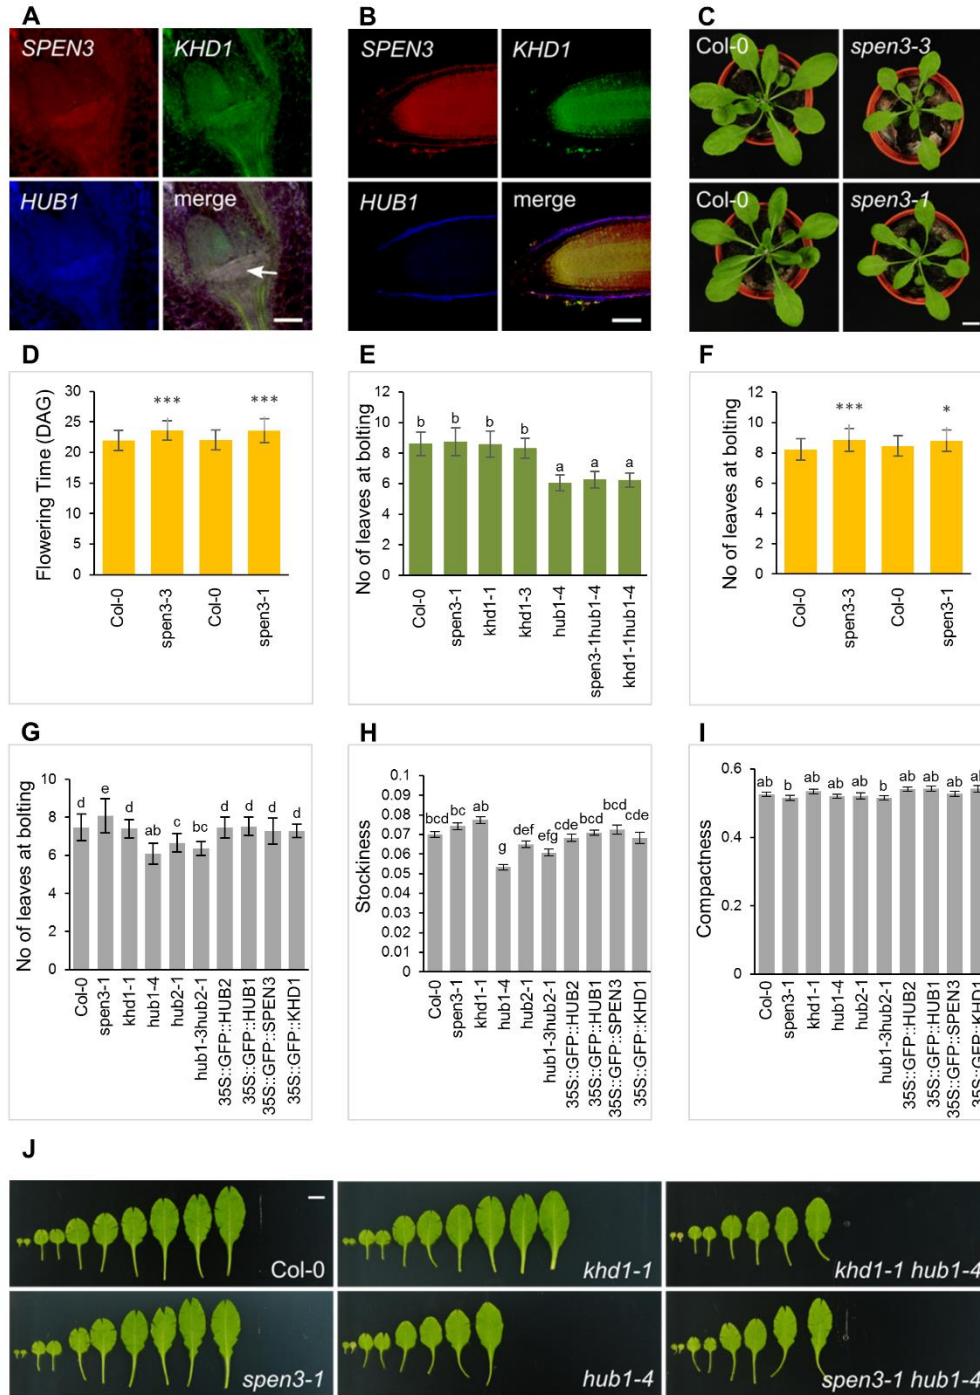 A
SPEN3
KHD1
HUB1
merge
B
SPEN3
KHD1
HUB1
merge
C
Col-0
spen3-3
Col-0
spen3-1
D
30
25
20
15
10
5
0
Flowering Time (DAG)
***
***
Col-0
spen3-3
Col-0
spen3-1
E
12
10
8
6
4
2
0
No of leaves at bolting
b
b
b
b
a
a
a
Col-0
spen3-1
khd1-1
khd1-3
hub1-4
spen3-1hub1-4
khd1-1hub1-4
F
12
10
8
6
4
2
0
No of leaves at bolting
***
*
Col-0
spen3-3
Col-0
spen3-1
G
10
8
6
4
2
0
No of leaves at bolting
d
e
d
ab
c
bc
d
d
d
d
Col-0
spen3-1
khd1-1
hub1-4
hub2-1
hub1-3hub2-1
35S::GFP::HUB2
35S::GFP::HUB1
35S::GFP::SPEN3
35S::GFP::KHD1
H
0.1
0.09
0.08
0.07
0.06
0.05
0.04
0.03
0.02
0.01
0
Stockiness
bcd
bc
ab
g
def
efg
cde
bcd
bcd
cde
Col-0
spen3-1
khd1-1
hub1-4
hub2-1
hub1-3hub2-1
35S::GFP::HUB2
35S::GFP::HUB1
35S::GFP::SPEN3
35S::GFP::KHD1
I
0.6
0.4
0.2
0
Compactness
ab
b
ab
ab
ab
b
ab
ab
ab
ab
Col-0
spen3-1
khd1-1
hub1-4
hub2-1
hub1-3hub2-1
35S::GFP::HUB2
35S::GFP::HUB1
35S::GFP::SPEN3
35S::GFP::KHD1
J
Col-0
khd1-1
khd1-1 hub1-4
spen3-1
hub1-4
spen3-1 hub1-4